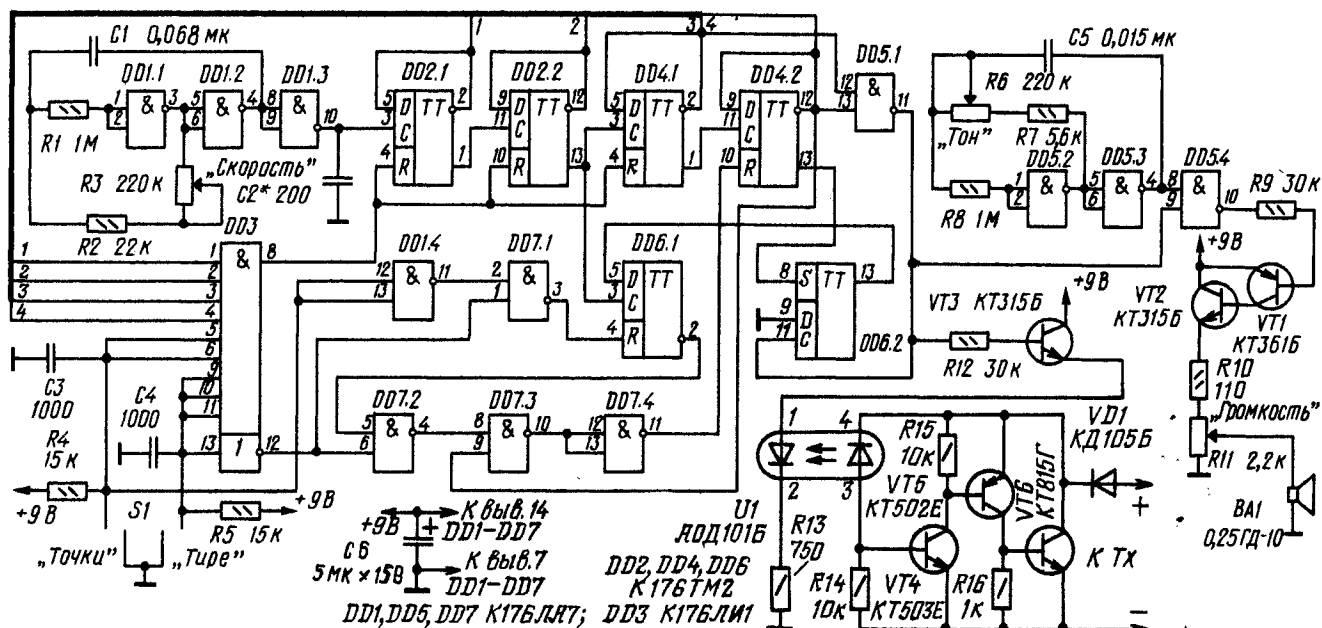 C1 0,068 мк
DD1.1
DD1.2
DD1.3
R1 1М
R3 220 к
„Скорость"
C2* 200
R2 22 к
DD2.1
DD2.2
DD4.1
DD4.2
DD5.1
C5 0,015 мк
R6 220 к
„Тон"
R7 5,6к
DD5.2
DD5.3
DD5.4
R8 1М
R9 30 к
+9В
VT2
КТ315Б
VT1
КТ361Б
R10
110
„Громкость"
R11 2,2к
BA1
0,25ГД-10
DD3
DD1.4
DD7.1
DD6.1
DD6.2
VT3 КТ315Б
+9В
R12 30 к
C3
1000
C4
1000
R4
15 к
+9В
S1
„Точки"
„Тире"
R5 15 к
+9В
DD7.2
DD7.3
DD7.4
+9В
К выв.14
DD1-DD7
C6
5 МК × 15В
К выв.7
DD1-DD7
U1
АОД101Б
R13
750
R14
10к
R15
10к
VT5
КТ502Е
VT4
КТ503Е
VT6
КТ815Г
R16
1к
VD1
КД105Б
К Тх
DD2, DD4, DD6
К176ТМ2
DD1, DD5, DD7 К176ЛА7; DD3 К176ЛИ1